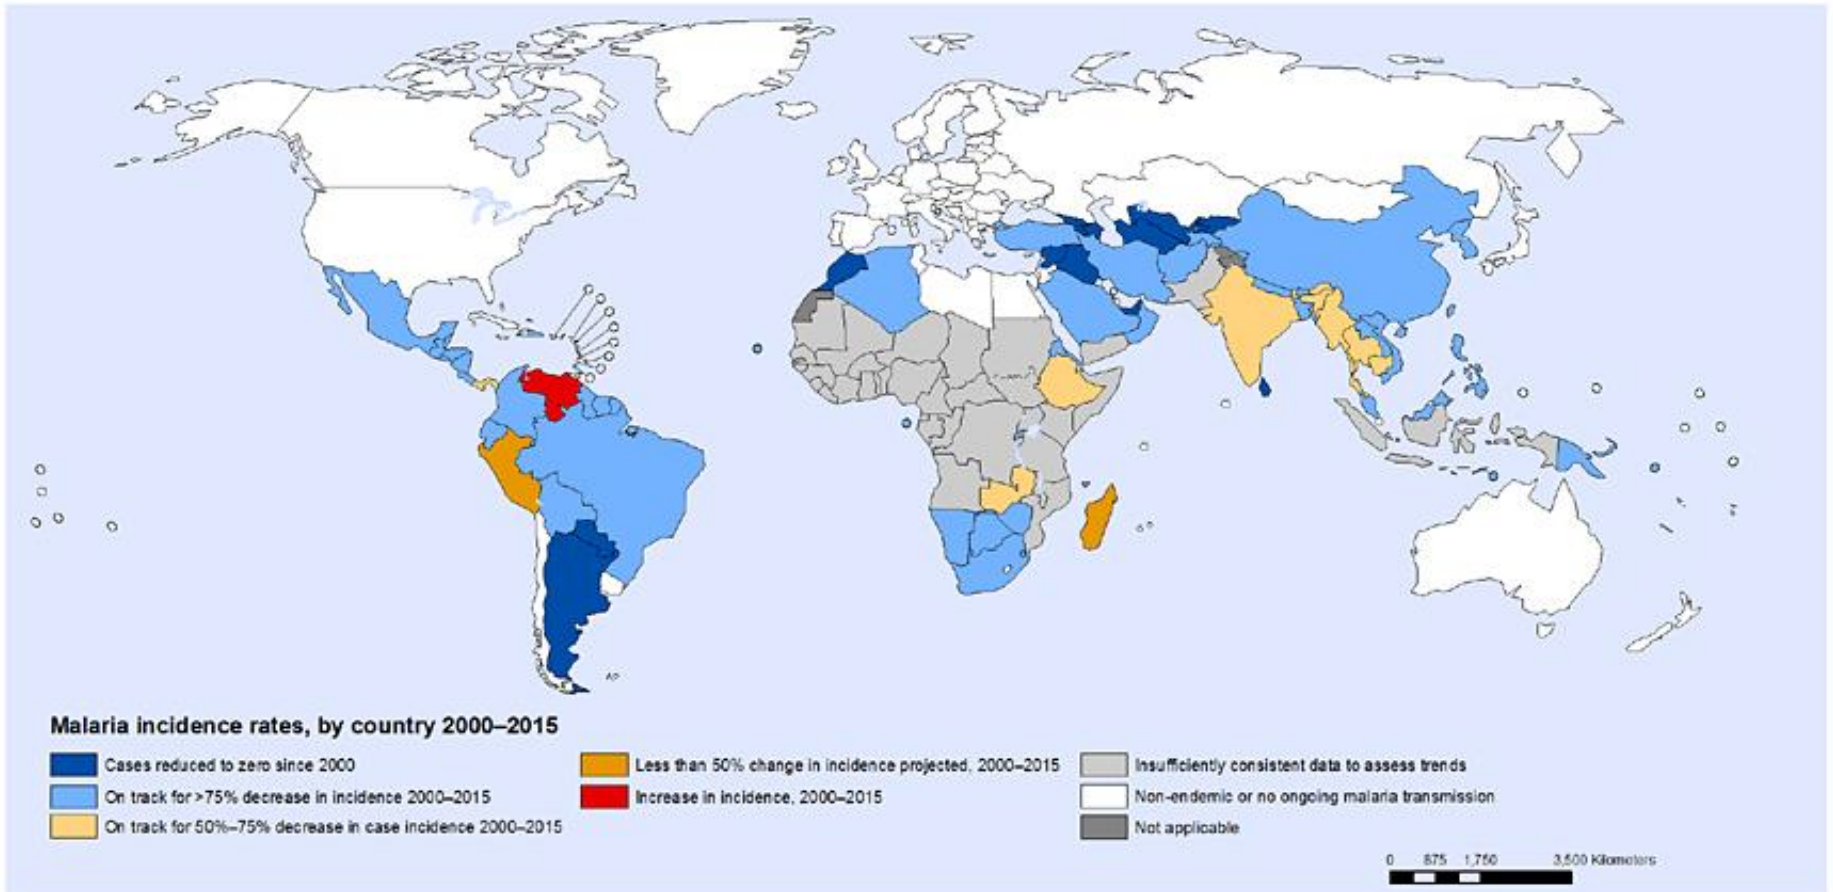 Malaria incidence rates, by country 2000–2015
Cases reduced to zero since 2000
On track for >75% decrease in incidence 2000–2015
On track for 50%–75% decrease in case incidence 2000–2015
Less than 50% change in incidence projected, 2000–2015
Increase in incidence, 2000–2015
Insufficiently consistent data to assess trends
Non-endemic or no ongoing malaria transmission
Not applicable
0 875 1,750 3,500 Kilometers